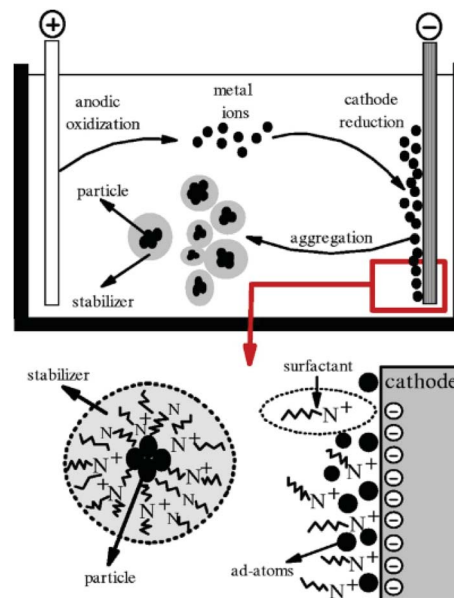 +
−
anodic
oxidization
metal
ions
cathode
reduction
particle
aggregation
stabilizer
surfactant
stabilizer
cathode
N+
N
N
N+
N+
N
N+
N+
N+
N
N+
N+
N+
N+
N+
N+
N+
ad-atoms
particle
−
−
−
−
−
−
−
−